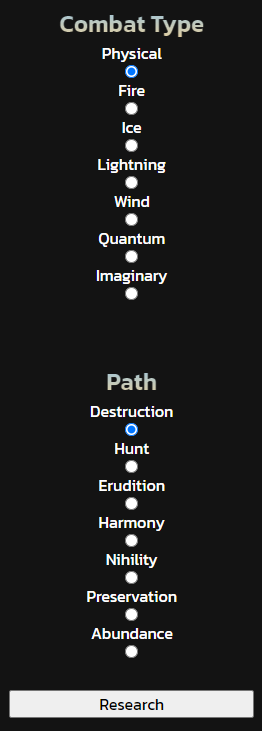 Combat Type
Physical
Fire
Ice
Lightning
Wind
Quantum
Imaginary
Path
Destruction
Hunt
Erudition
Harmony
Nihility
Preservation
Abundance
Research